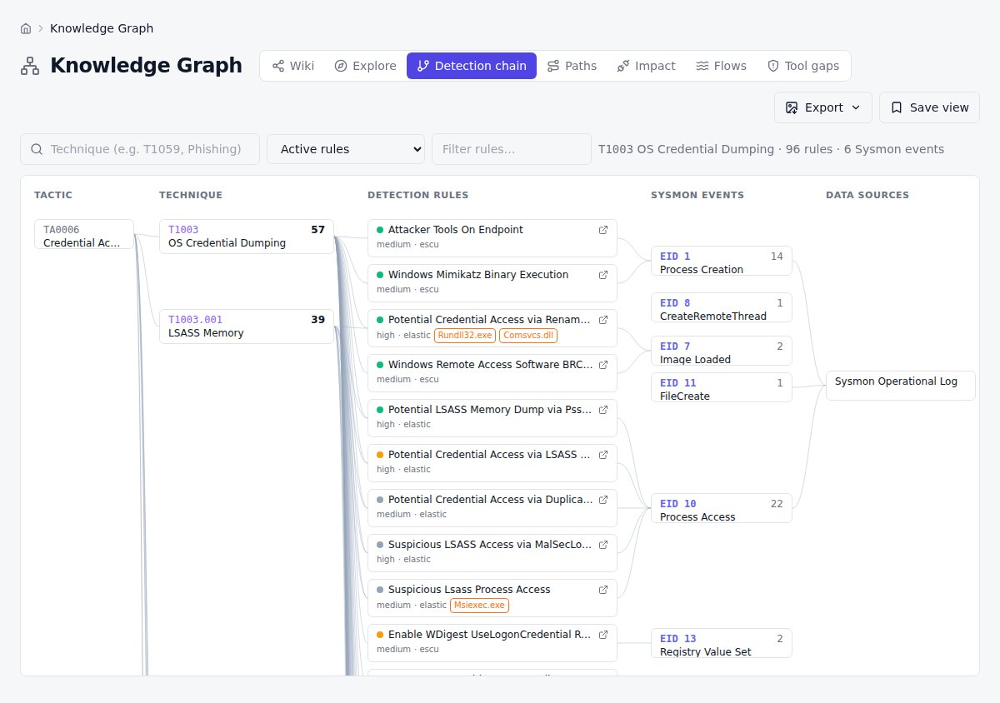 Knowledge Graph
Knowledge Graph
Wiki
Explore
Detection chain
Paths
Impact
Flows
Tool gaps
Export
Save view
Technique (e.g. T1059, Phishing)
Active rules
Filter rules...
T1003 OS Credential Dumping · 96 rules · 6 Sysmon events
TACTIC
TECHNIQUE
DETECTION RULES
SYSMON EVENTS
DATA SOURCES
TA0006
Credential Ac...
T1003 57
OS Credential Dumping
T1003.001 39
LSASS Memory
Attacker Tools On Endpoint
medium · escu
Windows Mimikatz Binary Execution
medium · escu
Potential Credential Access via Renam...
high · elastic Rundll32.exe Comsvcs.dll
Windows Remote Access Software BRC...
medium · escu
Potential LSASS Memory Dump via Pss...
high · elastic
Potential Credential Access via LSASS ...
high · elastic
Potential Credential Access via Duplica...
medium · elastic
Suspicious LSASS Access via MalSecLo...
high · elastic
Suspicious Lsass Process Access
medium · elastic Msiexec.exe
Enable WDigest UseLogonCredential R...
medium · escu
EID 1 14
Process Creation
EID 8 1
CreateRemoteThread
EID 7 2
Image Loaded
EID 11 1
FileCreate
EID 10 22
Process Access
EID 13 2
Registry Value Set
Sysmon Operational Log